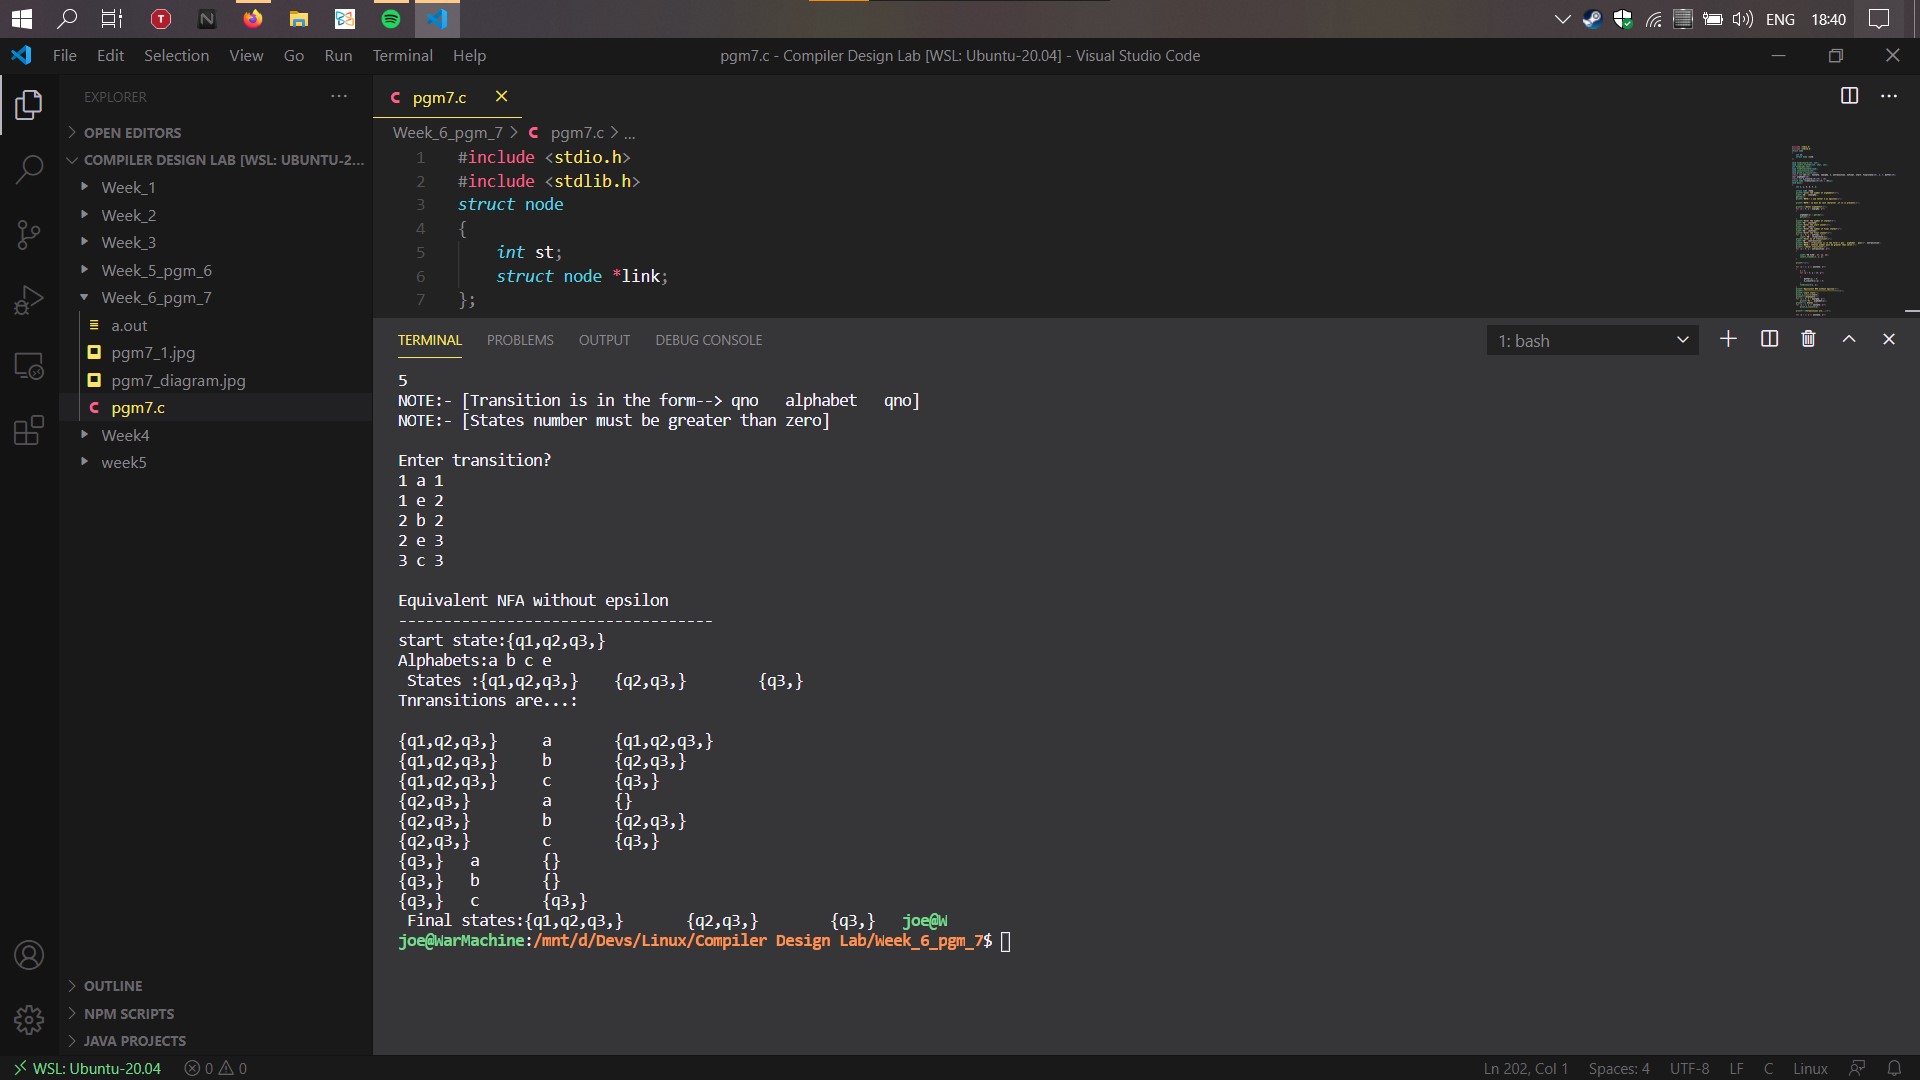 ENG 18:40
File Edit Selection View Go Run Terminal Help
pgm7.c - Compiler Design Lab [WSL: Ubuntu-20.04] - Visual Studio Code
EXPLORER
OPEN EDITORS
COMPILER DESIGN LAB [WSL: UBUNTU-2...
Week_1
Week_2
Week_3
Week_5_pgm_6
Week_6_pgm_7
a.out
pgm7_1.jpg
pgm7_diagram.jpg
C pgm7.c
Week4
week5
OUTLINE
NPM SCRIPTS
JAVA PROJECTS
C pgm7.c
Week_6_pgm_7 > C pgm7.c > ...
1 #include <stdio.h>
2 #include <stdlib.h>
3 struct node
4 {
5 int st;
6 struct node *link;
7 };
TERMINAL PROBLEMS OUTPUT DEBUG CONSOLE
1: bash
5
NOTE:- [Transition is in the form--> qno alphabet qno]
NOTE:- [States number must be greater than zero]
Enter transition?
1 a 1
1 e 2
2 b 2
2 e 3
3 c 3
Equivalent NFA without epsilon
-----------------------------------
start state:{q1,q2,q3,}
Alphabets:a b c e
States :{q1,q2,q3,} {q2,q3,} {q3,}
Tnransitions are...:
{q1,q2,q3,} a {q1,q2,q3,}
{q1,q2,q3,} b {q2,q3,}
{q1,q2,q3,} c {q3,}
{q2,q3,} a {}
{q2,q3,} b {q2,q3,}
{q2,q3,} c {q3,}
{q3,} a {}
{q3,} b {}
{q3,} c {q3,}
Final states:{q1,q2,q3,} {q2,q3,} {q3,} joe@W
joe@WarMachine:/mnt/d/Devs/Linux/Compiler Design Lab/Week_6_pgm_7$
WSL: Ubuntu-20.04 0 0
Ln 202, Col 1 Spaces: 4 UTF-8 LF C Linux